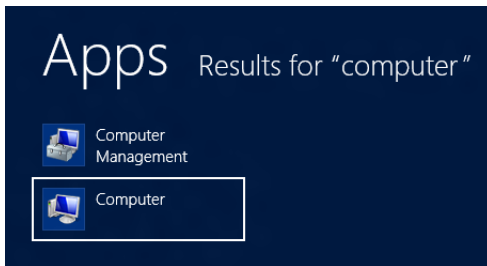 Apps Results for “computer”
Computer
Management
Computer